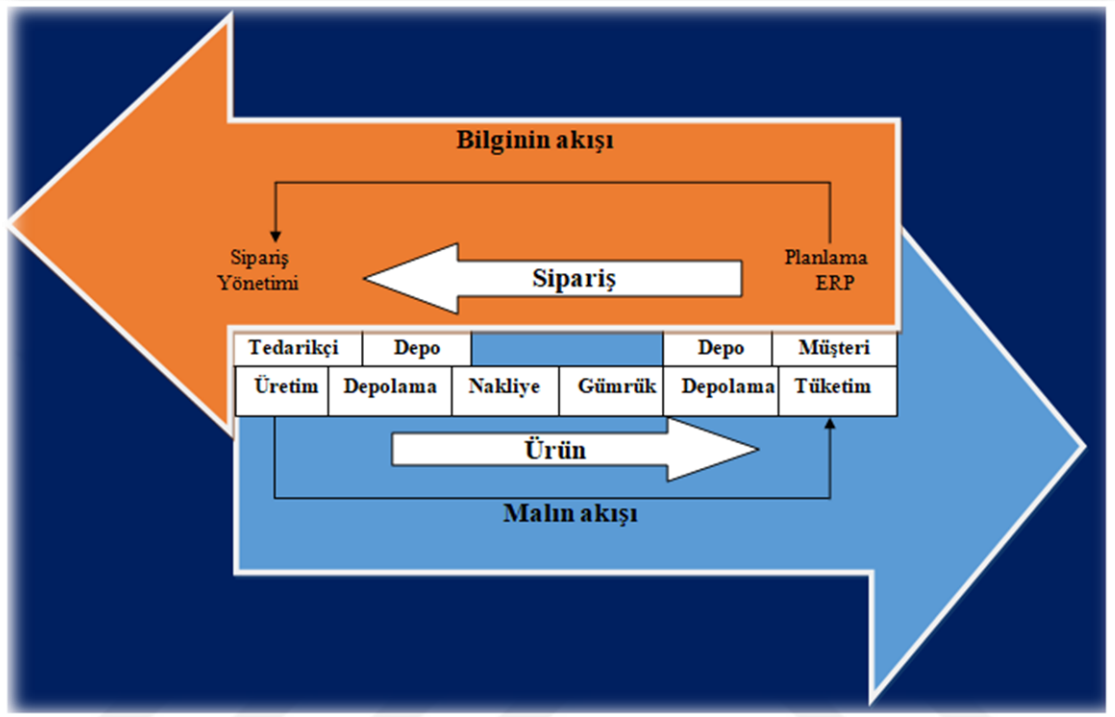 Bilginin akışı
Sipariş
Yönetimi
Sipariş
Planlama
ERP
Tedarikçi Depo Depo Müşteri
Üretim Depolama Nakliye Gümrük Depolama Tüketim
Ürün
Malın akışı